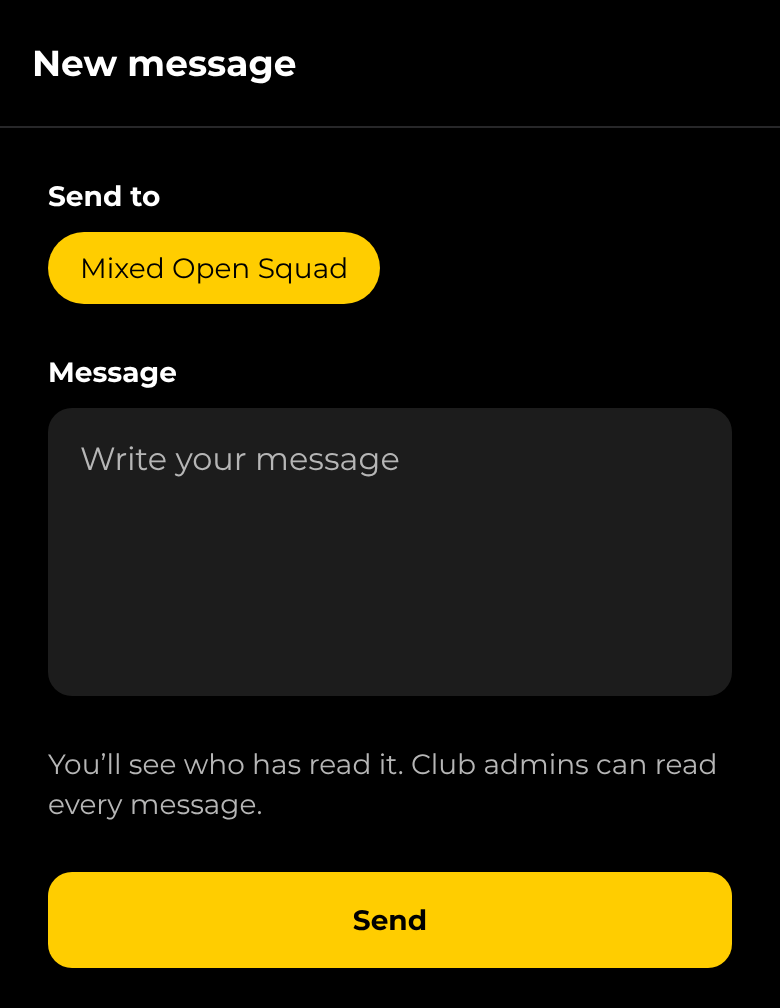 New message
Send to
Mixed Open Squad
Message
Write your message
You’ll see who has read it. Club admins can read
every message.
Send